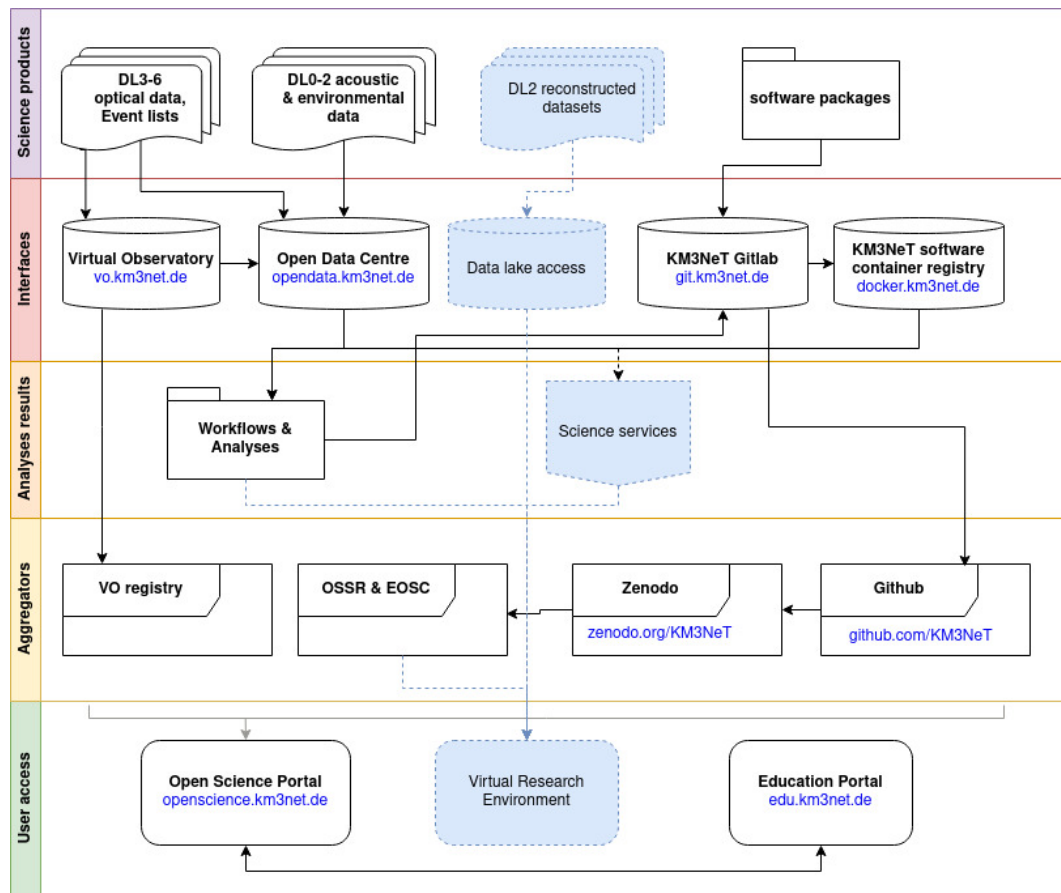 Science products
DL3-6
optical data,
Event lists
DL0-2 acoustic
& environmental
data
DL2 reconstructed
datasets
software packages
Interfaces
Virtual Observatory
vo.km3net.de
Open Data Centre
opendata.km3net.de
Data lake access
KM3NeT Gitlab
git.km3net.de
KM3NeT software
container registry
docker.km3net.de
Analyses results
Workflows &
Analyses
Science services
Aggregators
VO registry
OSSR & EOSC
Zenodo
zenodo.org/KM3NeT
Github
github.com/KM3NeT
User access
Open Science Portal
openscience.km3net.de
Virtual Research
Environment
Education Portal
edu.km3net.de